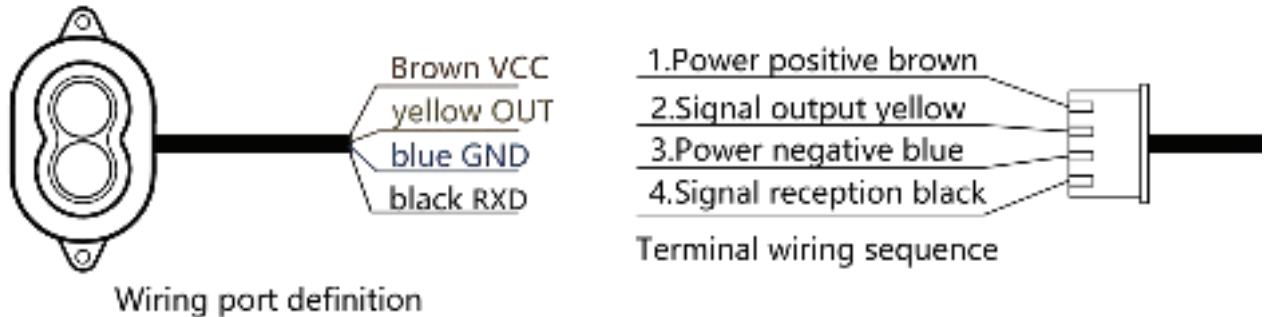 Brown VCC
yellow OUT
blue GND
black RXD
Wiring port definition
1.Power positive brown
2.Signal output yellow
3.Power negative blue
4.Signal reception black
Terminal wiring sequence